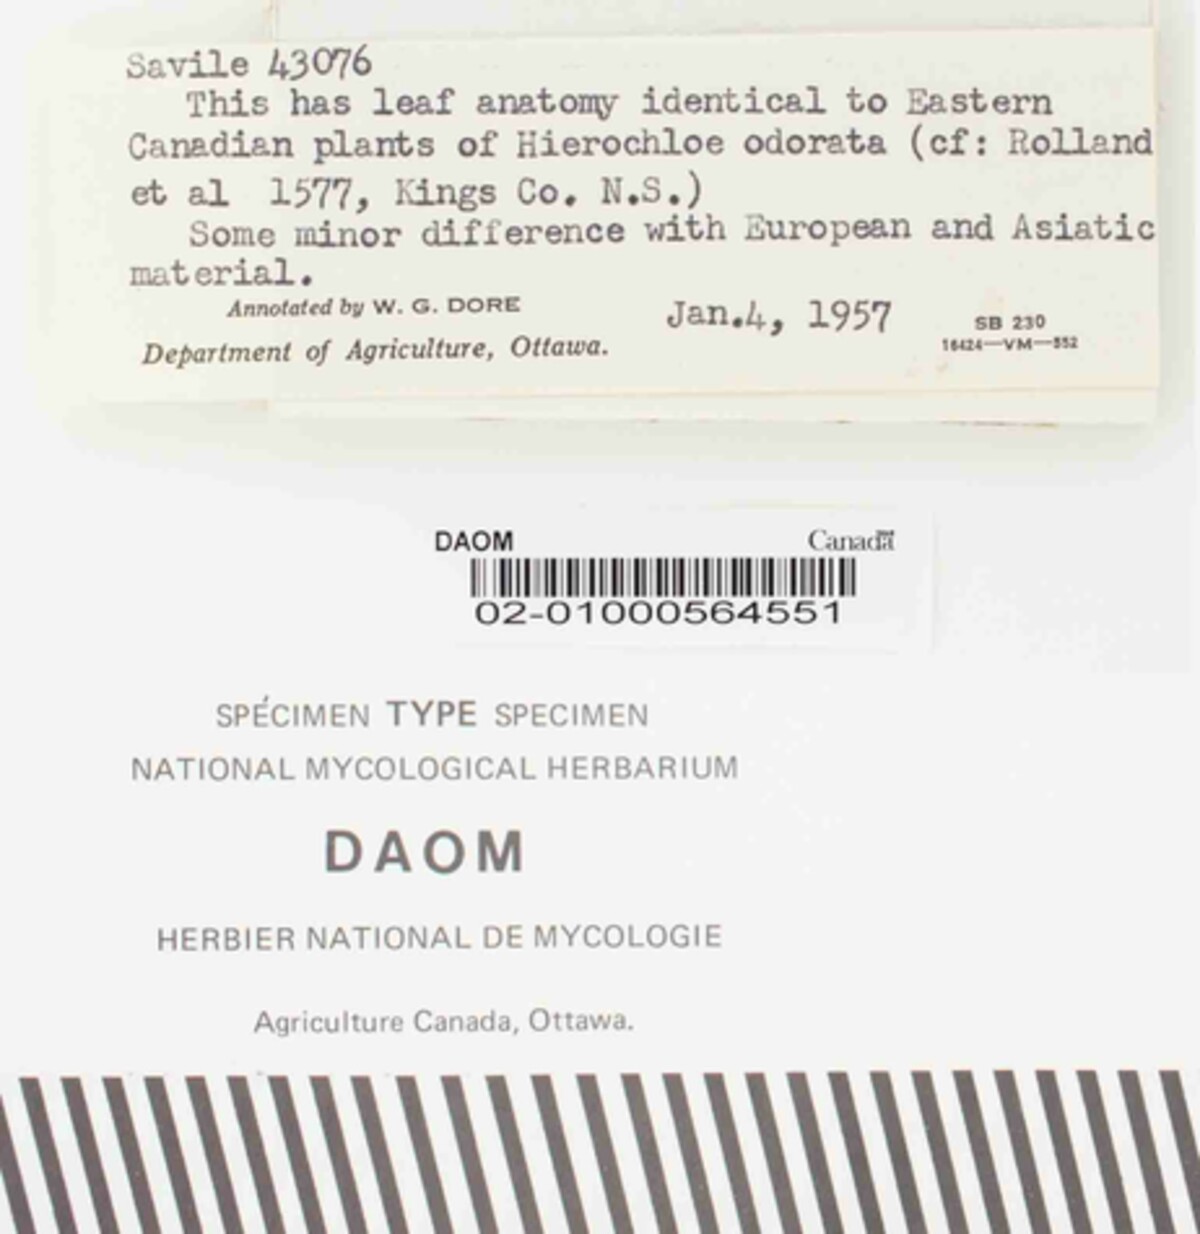 Savile 43076
This has leaf anatomy identical to Eastern
Canadian plants of Hierochloe odorata (cf: Rolland
et al 1577, Kings Co. N.S.)
Some minor difference with European and Asiatic
material.
Annotated by W. G. DORE
Jan.4, 1957
SB 230
Department of Agriculture, Ottawa.
16424—VM—552
DAOM
Canada
02-01000564551
SPÉCIMEN TYPE SPECIMEN
NATIONAL MYCOLOGICAL HERBARIUM
DAOM
HERBIER NATIONAL DE MYCOLOGIE
Agriculture Canada, Ottawa.